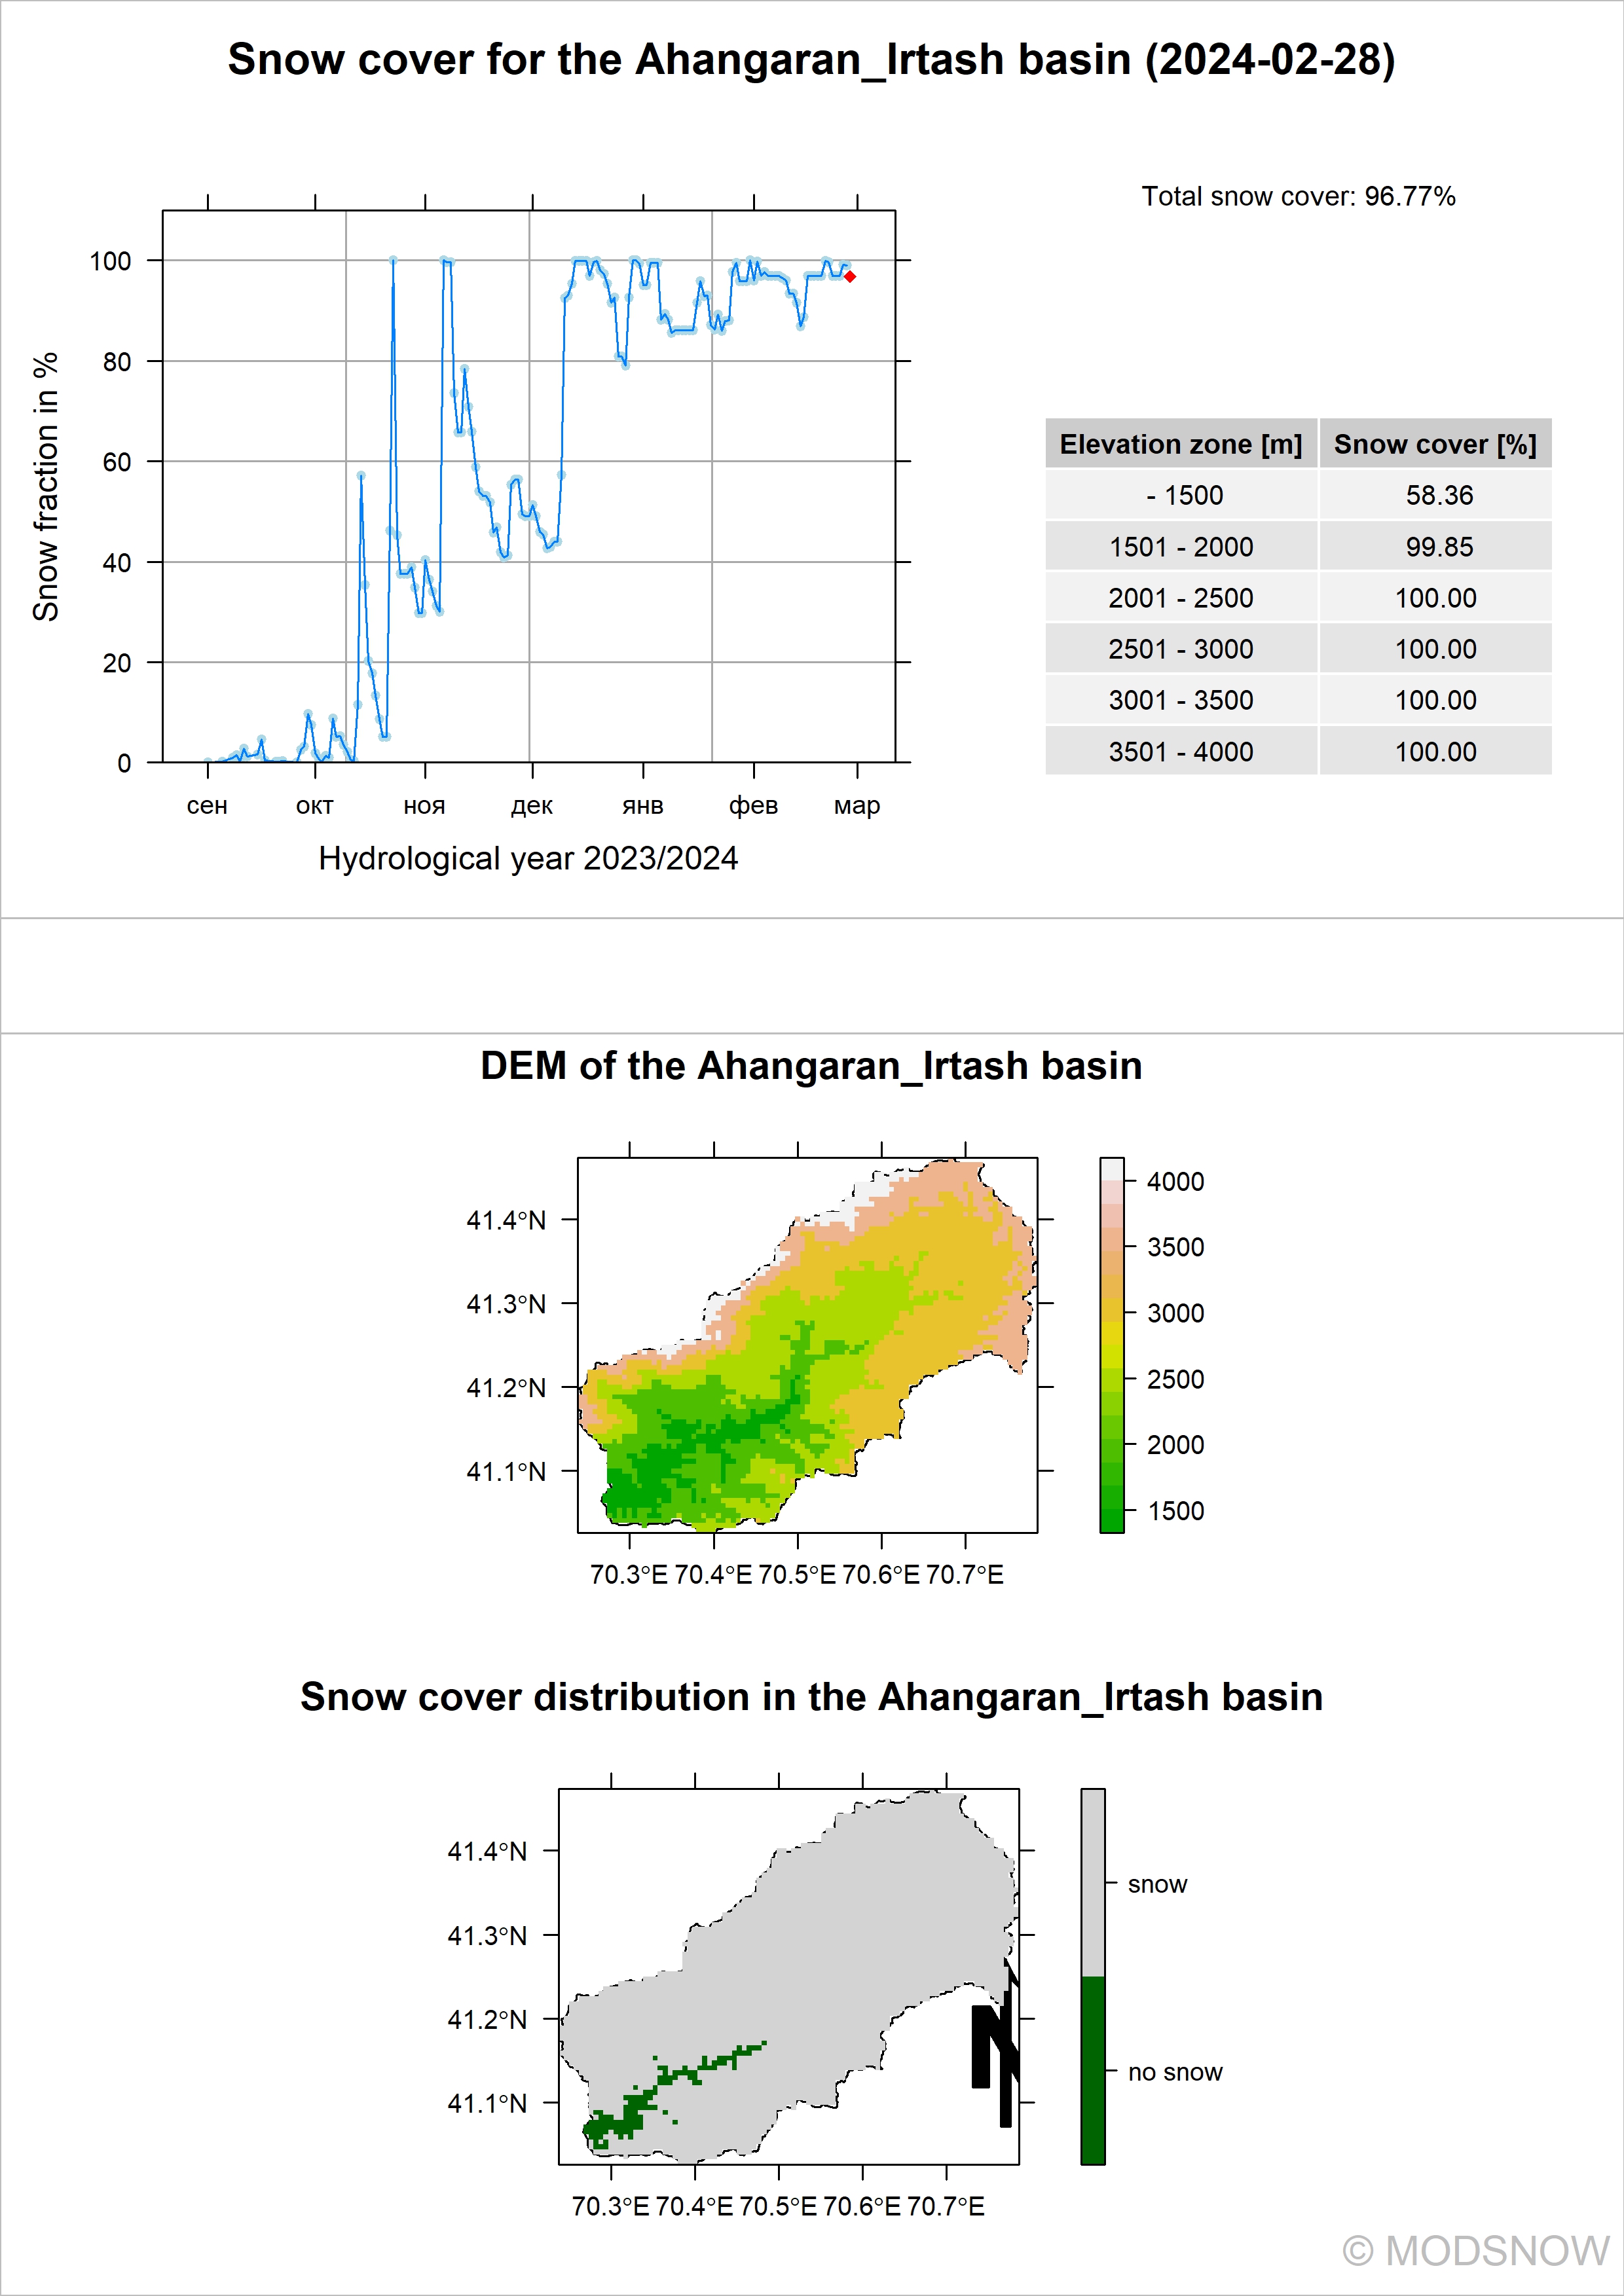 Snow cover for the Ahangaran_Irtash basin (2024-02-28)
Total snow cover: 96.77%
Snow fraction in %
100
80
60
40
20
0
сен окт ноя дек янв фев мар
Hydrological year 2023/2024
Elevation zone [m] Snow cover [%]
- 1500 58.36
1501 - 2000 99.85
2001 - 2500 100.00
2501 - 3000 100.00
3001 - 3500 100.00
3501 - 4000 100.00
DEM of the Ahangaran_Irtash basin
41.4°N
41.3°N
41.2°N
41.1°N
70.3°E 70.4°E 70.5°E 70.6°E 70.7°E
4000
3500
3000
2500
2000
1500
Snow cover distribution in the Ahangaran_Irtash basin
41.4°N
41.3°N
41.2°N
41.1°N
70.3°E 70.4°E 70.5°E 70.6°E 70.7°E
N
snow
no snow
© MODSNOW